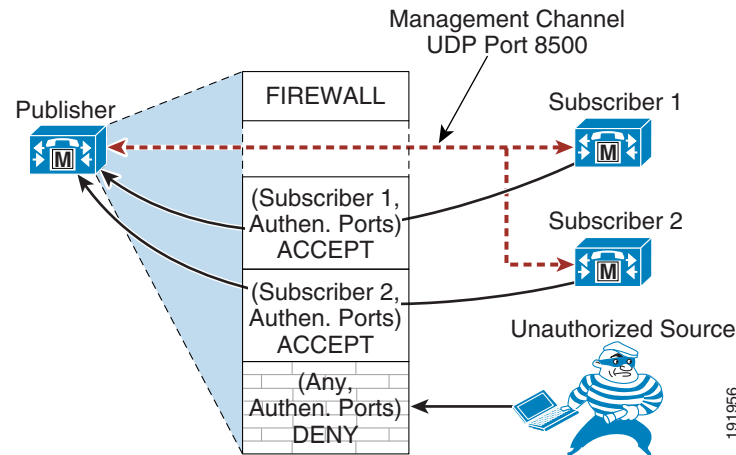 Management Channel
UDP Port 8500
FIREWALL
Publisher
M
Subscriber 1
M
(Subscriber 1,
Authen. Ports)
ACCEPT
Subscriber 2
M
(Subscriber 2,
Authen. Ports)
ACCEPT
Unauthorized Source
(Any,
Authen. Ports)
DENY
191956